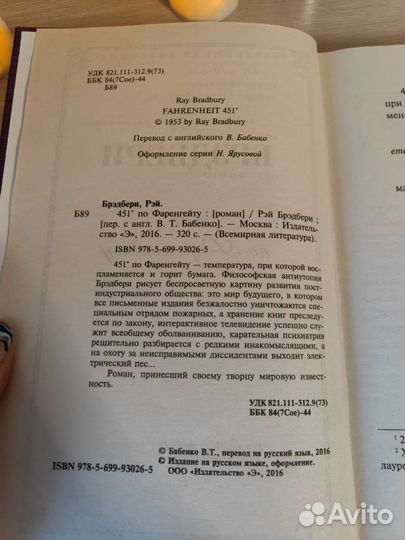 УДК 821.111-312.9(73)
ББК 84(7Сое)-44
Б89
Ray Bradbury
FAHRENHEIT 451°
© 1953 by Ray Bradbury
Перевод с английского В. Бабенко
Оформление серии Н. Ярусовой
Брэдбери, Рэй.
Б89 451° по Фаренгейту : [роман] / Рэй Брэдбери ;
[пер. с англ. В. Т. Бабенко]. — Москва : Издатель-
ство «Э», 2016. — 320 с. — (Всемирная литература).
ISBN 978-5-699-93026-5
451° по Фаренгейту — температура, при которой вос-
пламеняется и горит бумага. Философская антиутопия
Брэдбери рисует беспросветную картину развития пост-
индустриального общества: это мир будущего, в котором
все письменные издания безжалостно уничтожаются спе-
циальным отрядом пожарных, а хранение книг преследу-
ется по закону, интерактивное телевидение успешно слу-
жит всеобщему оболваниванию, карательная психиатрия
решительно разбирается с редкими инакомыслящими, а
на охоту за неисправимыми диссидентами выходит элек-
трический пес...
Роман, принесший своему творцу мировую извест-
ность.
УДК 821.111-312.9(73)
ББК 84(7Сое)-44
© Бабенко В.Т., перевод на русский язык, 2016
© Издание на русском языке, оформление.
ISBN 978-5-699-93026-5 ООО «Издательство «Э», 2016
при
мен
лауре
Avito